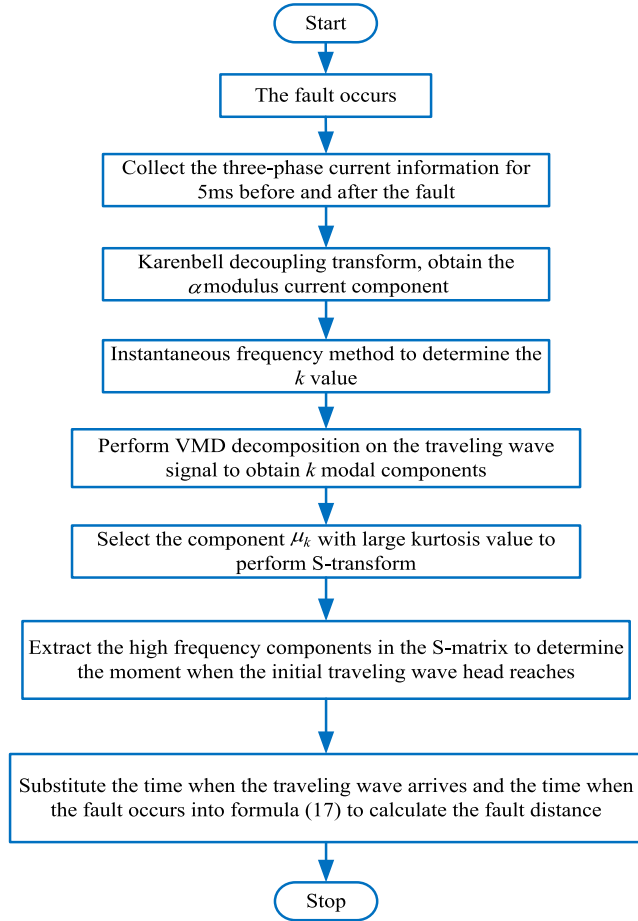 Start
The fault occurs
Collect the three-phase current information for
5ms before and after the fault
Karenbell decoupling transform, obtain the
α modulus current component
Instantaneous frequency method to determine the
k value
Perform VMD decomposition on the traveling wave
signal to obtain k modal components
Select the component μₖ with large kurtosis value to
perform S-transform
Extract the high frequency components in the S-matrix to determine
the moment when the initial traveling wave head reaches
Substitute the time when the traveling wave arrives and the time when
the fault occurs into formula (17) to calculate the fault distance
Stop